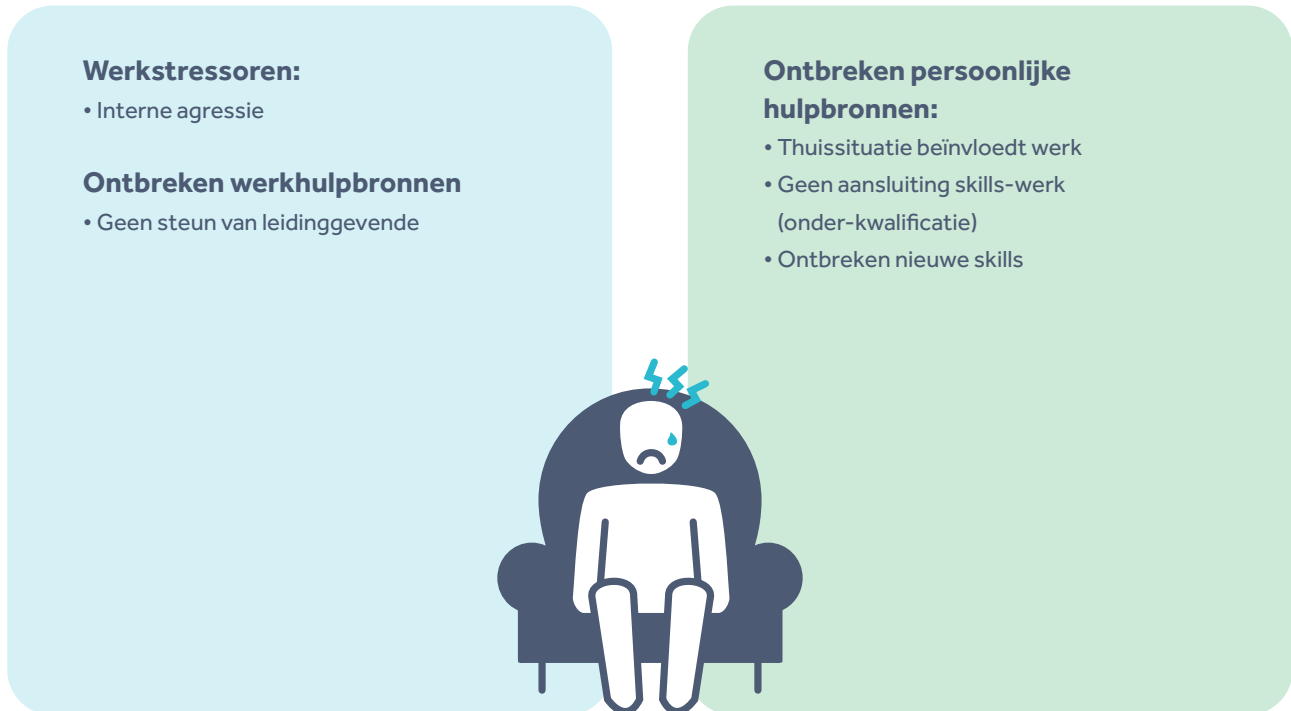 Werkstressoren:
• Interne agressie
Ontbreken werkhulpbronnen
• Geen steun van leidinggevende
Ontbreken persoonlijke
hulpbronnen:
• Thuissituatie beïnvloedt werk
• Geen aansluiting skills-werk
(onder-kwalificatie)
• Ontbreken nieuwe skills